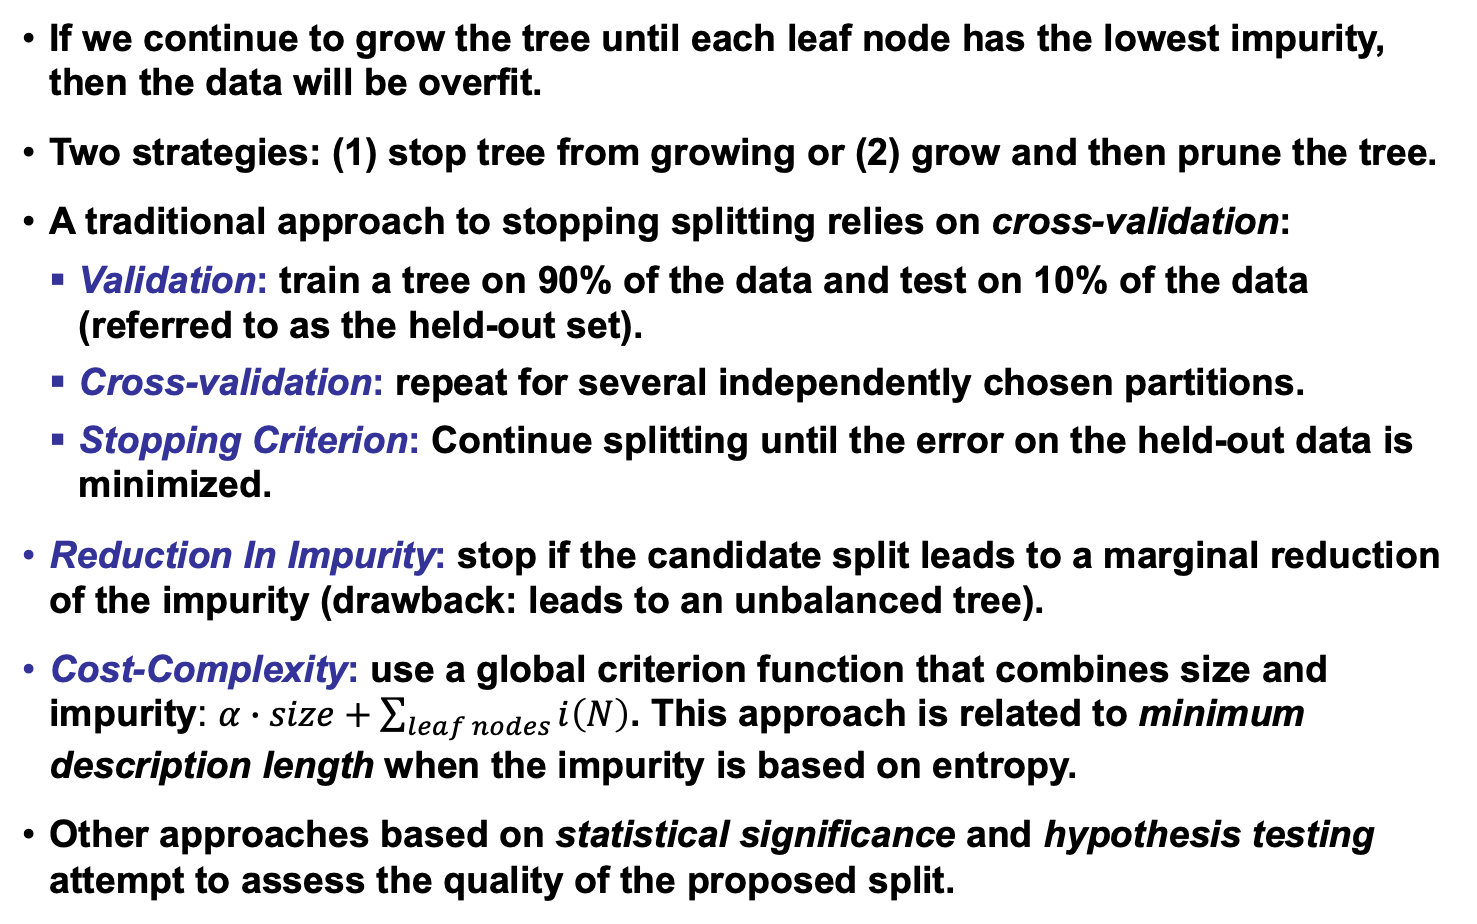 • If we continue to grow the tree until each leaf node has the lowest impurity,
then the data will be overfit.
• Two strategies: (1) stop tree from growing or (2) grow and then prune the tree.
• A traditional approach to stopping splitting relies on cross-validation:
▪ Validation: train a tree on 90% of the data and test on 10% of the data
(referred to as the held-out set).
▪ Cross-validation: repeat for several independently chosen partitions.
▪ Stopping Criterion: Continue splitting until the error on the held-out data is
minimized.
• Reduction In Impurity: stop if the candidate split leads to a marginal reduction
of the impurity (drawback: leads to an unbalanced tree).
• Cost-Complexity: use a global criterion function that combines size and
impurity: α · size + ∑leaf nodes i(N). This approach is related to minimum
description length when the impurity is based on entropy.
• Other approaches based on statistical significance and hypothesis testing
attempt to assess the quality of the proposed split.